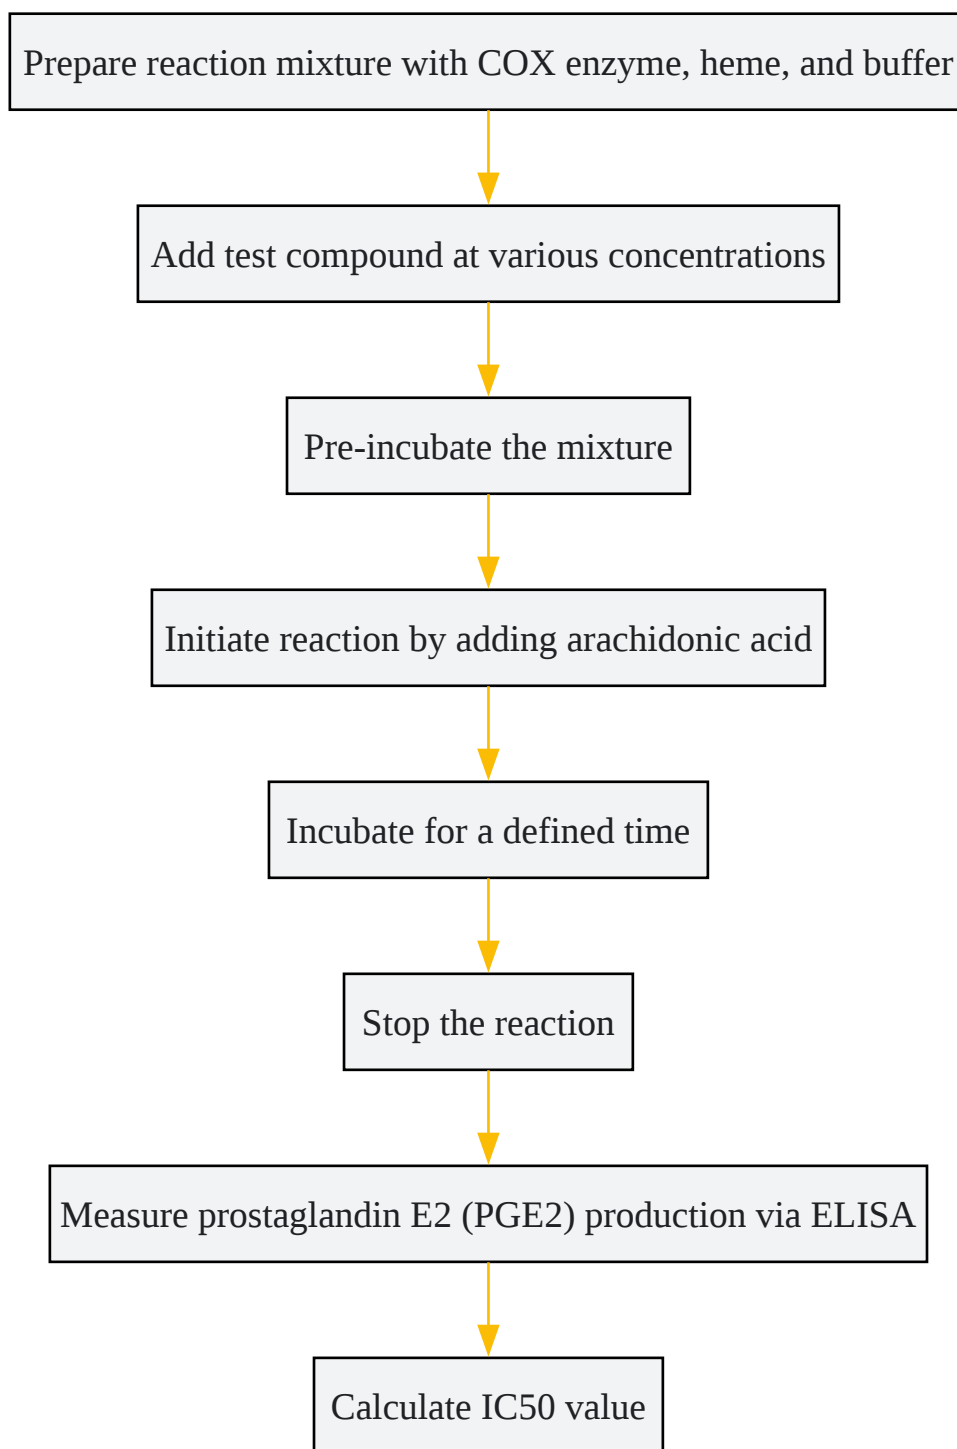 Prepare reaction mixture with COX enzyme, heme, and buffer
Add test compound at various concentrations
Pre-incubate the mixture
Initiate reaction by adding arachidonic acid
Incubate for a defined time
Stop the reaction
Measure prostaglandin E2 (PGE2) production via ELISA
Calculate IC50 value